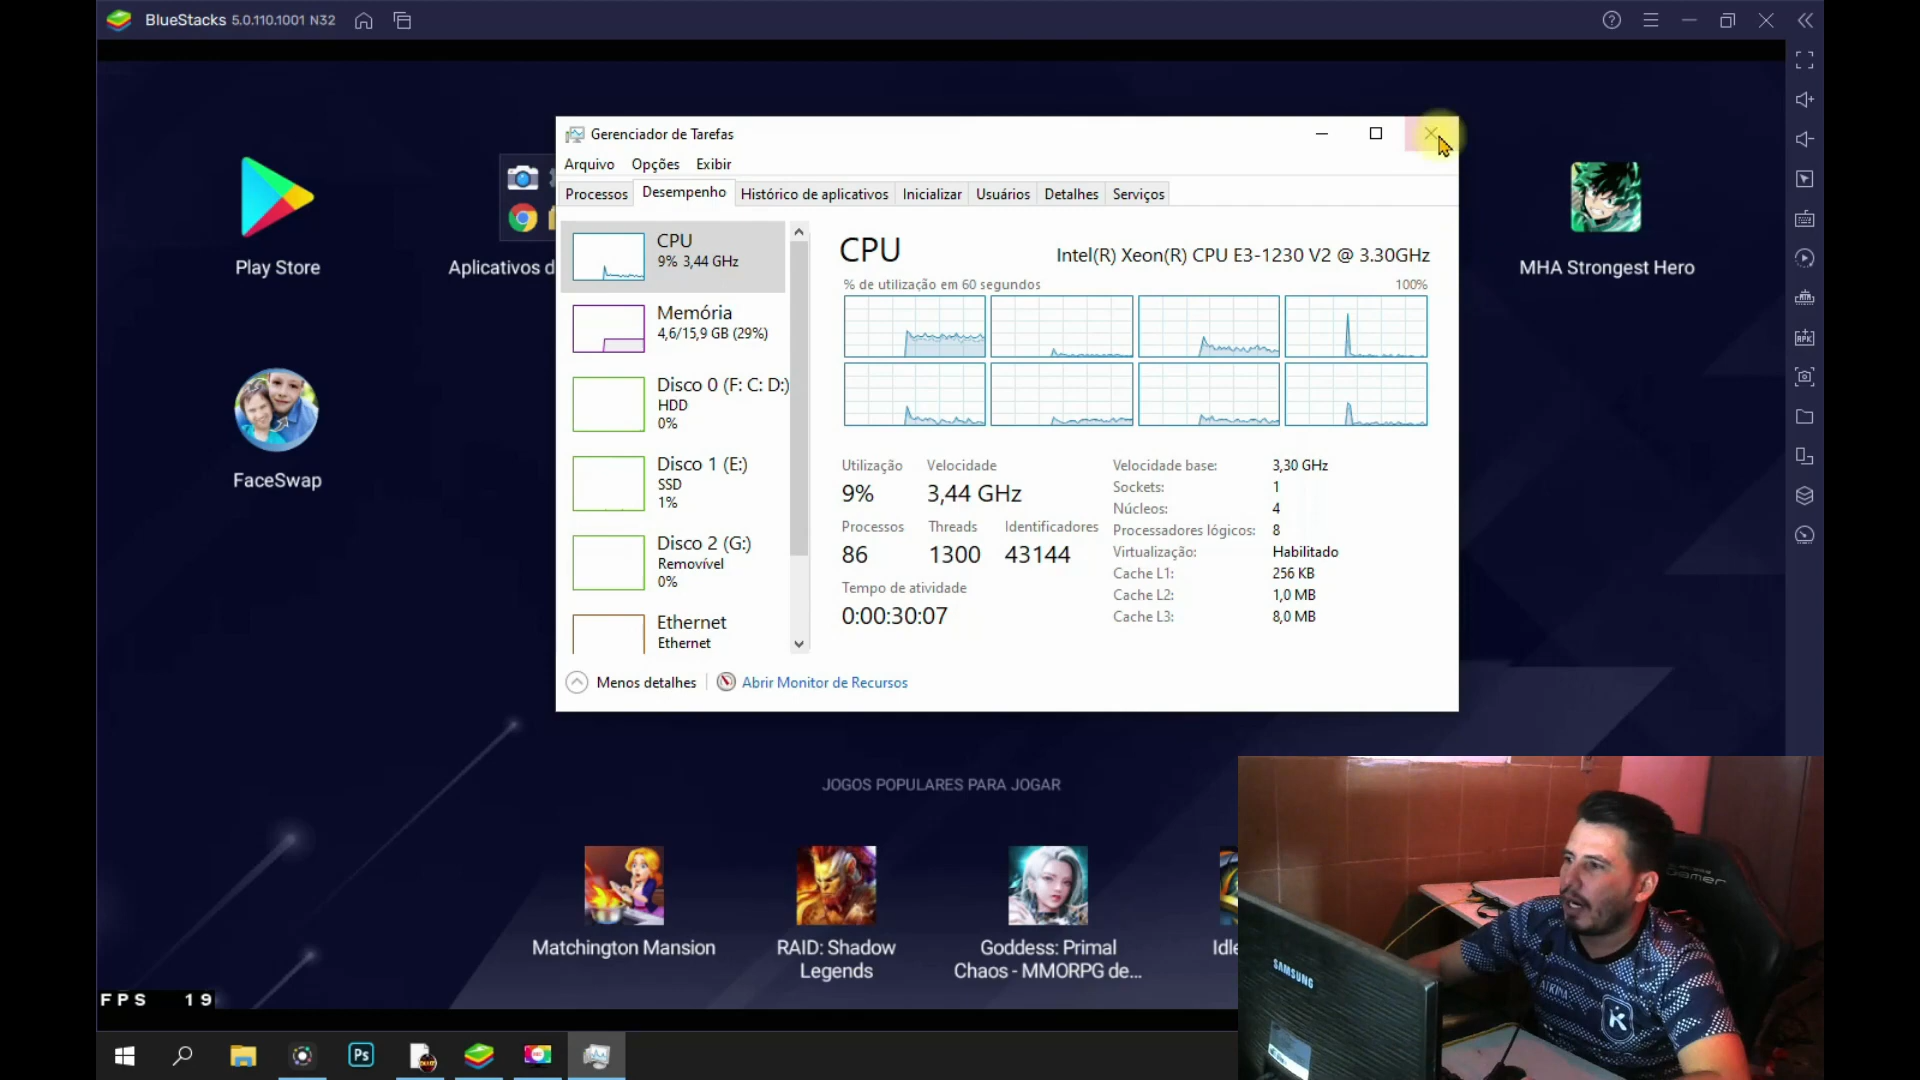 BlueStacks 5.0.110.1001 N32
Gerenciador de Tarefas
Arquivo Opções Exibir
Processos Desempenho Histórico de aplicativos Inicializar Usuários Detalhes Serviços
Play Store
Aplicativos d
MHA Strongest Hero
FaceSwap
CPU
9% 3,44 GHz
Memória
4,6/15,9 GB (29%)
Disco 0 (F: C: D:)
HDD
0%
Disco 1 (E:)
SSD
1%
Disco 2 (G:)
Removível
0%
Ethernet
Ethernet
CPU
Intel(R) Xeon(R) CPU E3-1230 V2 @ 3.30GHz
% de utilização em 60 segundos 100%
Utilização Velocidade
9% 3,44 GHz
Processos Threads Identificadores
86 1300 43144
Tempo de atividade
0:00:30:07
Velocidade base: 3,30 GHz
Sockets: 1
Núcleos: 4
Processadores lógicos: 8
Virtualização: Habilitado
Cache L1: 256 KB
Cache L2: 1,0 MB
Cache L3: 8,0 MB
Menos detalhes
Abrir Monitor de Recursos
JOGOS POPULARES PARA JOGAR
Matchington Mansion
RAID: Shadow
Legends
Goddess: Primal
Chaos - MMORPG de...
Idle
FPS 19
Ps
APK
SAMSUNG
K